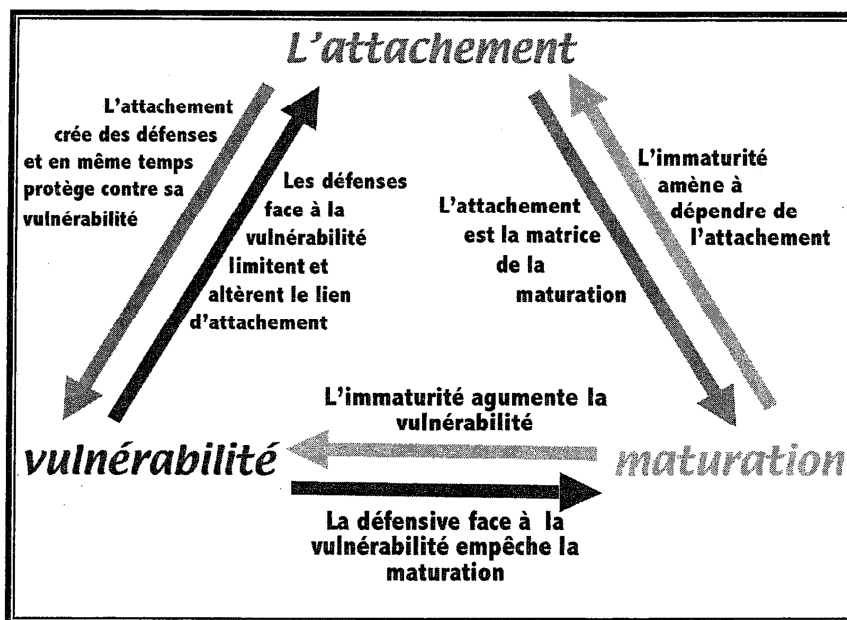 L'attachement
L'attachement
crée des défenses
et en même temps
protège contre sa
vulnérabilité
Les défenses
face à la
vulnérabilité
limitent et
altèrent le lien
d'attachement
L'attachement
est la matrice
de la
maturation
L'immaturité
amène à
dépendre de
l'attachement
L'immaturité agumente la
vulnérabilité
vulnérabilité
maturation
La défensive face à la
vulnérabilité empêche la
maturation